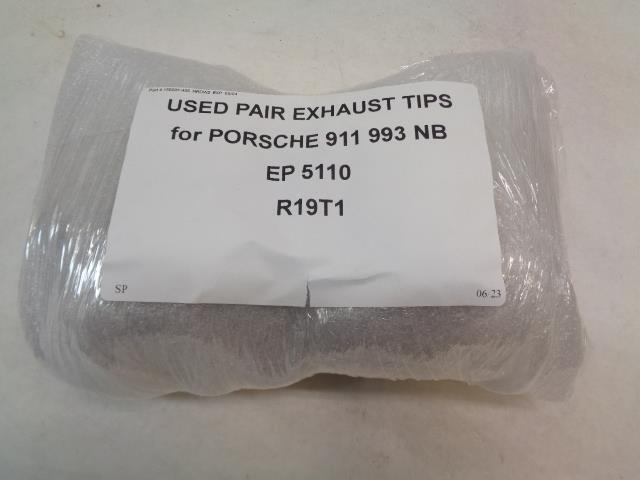 USED PAIR EXHAUST TIPS
for PORSCHE 911 993 NB
EP 5110
R19T1
SP 06/23